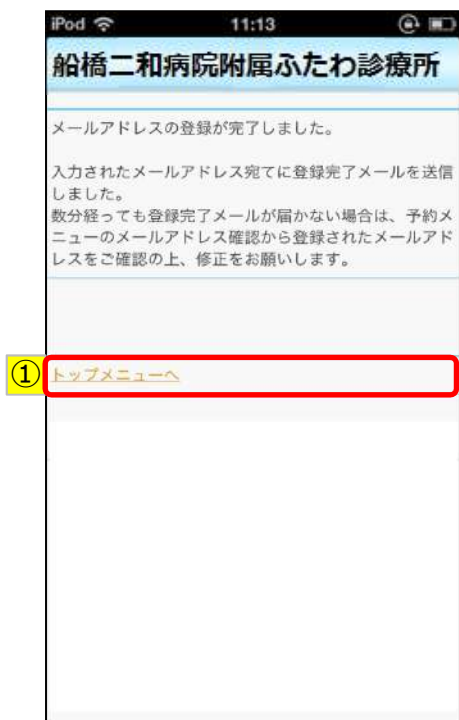 iPod 11:13
船橋二和病院附属ふたわ診療所
メールアドレスの登録が完了しました。
入力されたメールアドレス宛てに登録完了メールを送信
しました。
数分経っても登録完了メールが届かない場合は、予約メ
ニューのメールアドレス確認から登録されたメールアド
レスをご確認の上、修正をお願いします。
① トップメニューへ